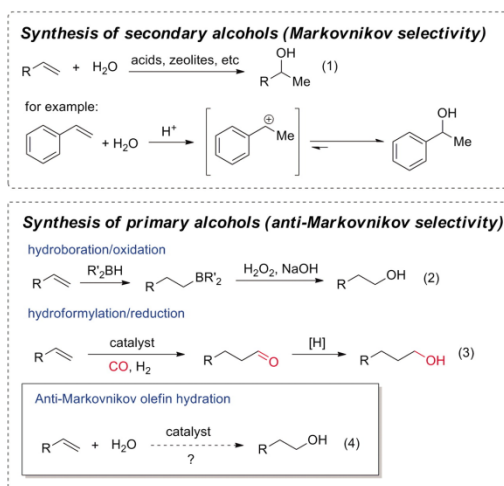 Synthesis of secondary alcohols (Markovnikov selectivity)
R + H₂O acids, zeolites, etc OH R Me (1)
for example:
+ H₂O H⁺ ⊕ Me OH Me
Synthesis of primary alcohols (anti-Markovnikov selectivity)
hydroboration/oxidation
R R'₂BH R BR'₂ H₂O₂, NaOH R OH (2)
hydroformylation/reduction
R catalyst CO, H₂ R O [H] R OH (3)
Anti-Markovnikov olefin hydration
R + H₂O catalyst ? R OH (4)